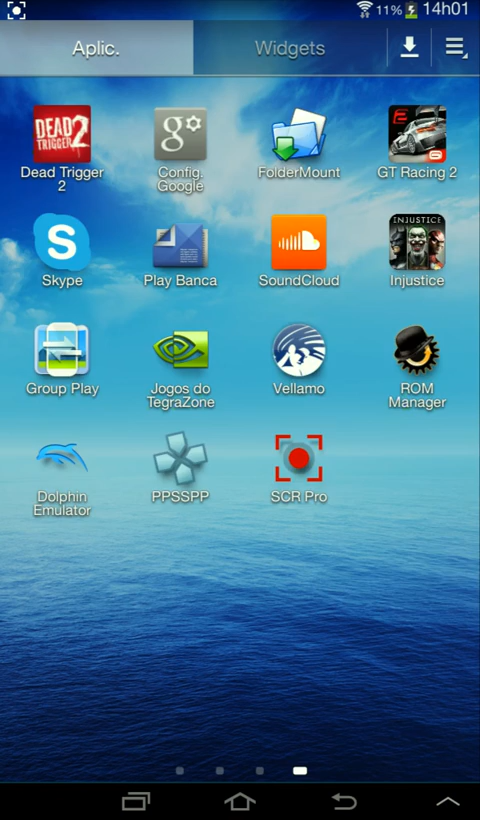 11% 14h01
Aplic. Widgets
DEAD
TRIGGER 2
g
INJUSTICE
Dead Trigger
2
Config.
Google
FolderMount
GT Racing 2
S
Skype
Play Banca
SoundCloud
Injustice
Group Play
Jogos do
TegraZone
Vellamo
ROM
Manager
Dolphin
Emulator
PPSSPP
SCR Pro